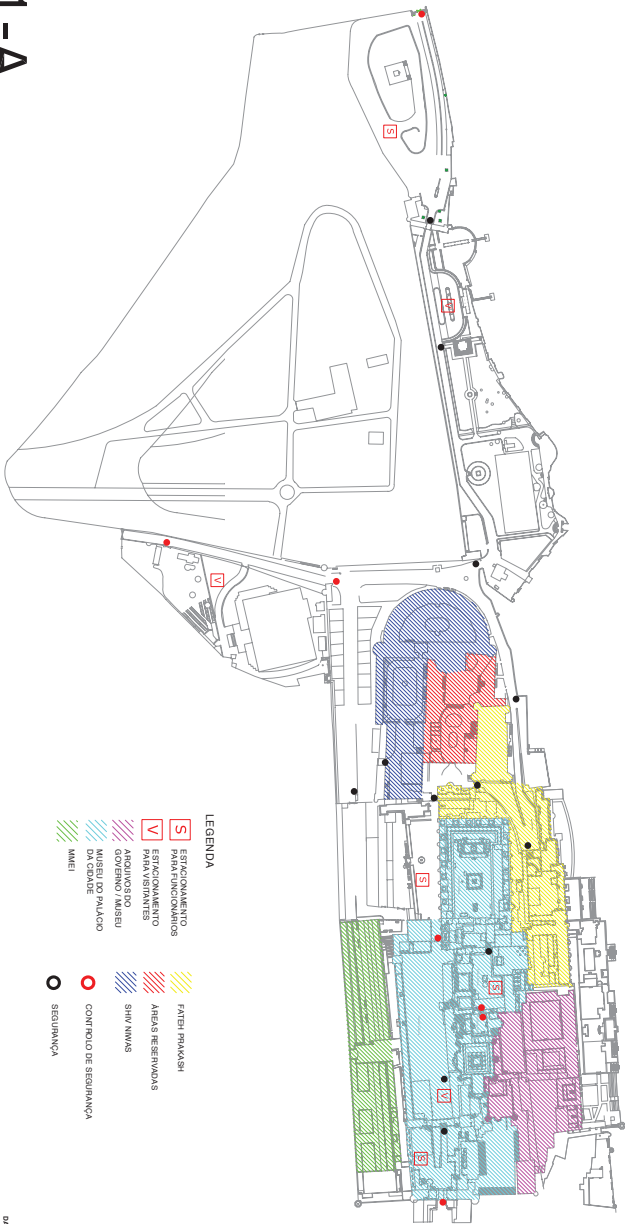 1-A
S
V
V
S
S
V
S
LEGENDA
S
ESTACIONAMENTO
PARA FUNCIONÁRIOS
V
ESTACIONAMENTO
PARA VISITANTES
ARQUIVOS DO
GOVERNO / MUSEU
MUSEU DO PALÁCIO
DA CIDADE
MMEI
FATEH PRAKASH
ÁREAS RESERVADAS
SHIV NIWAS
CONTROLO DE SEGURANÇA
SEGURANÇA